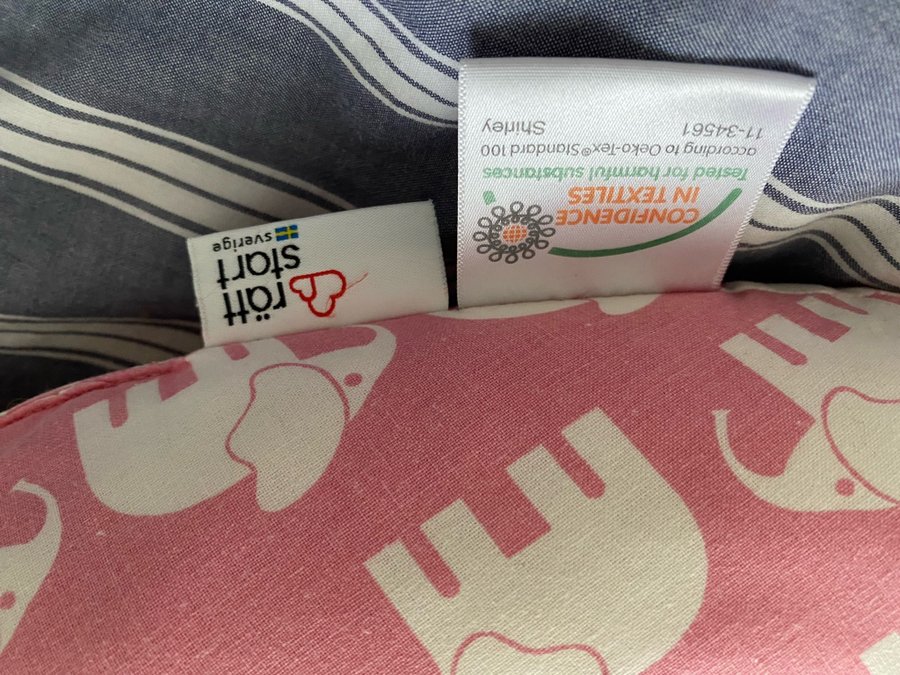 CONFIDENCE
IN TEXTILES
Tested for harmful substances
according to Oeko-Tex®Standard 100
11-34561 Shirley
rätt
start
sverige